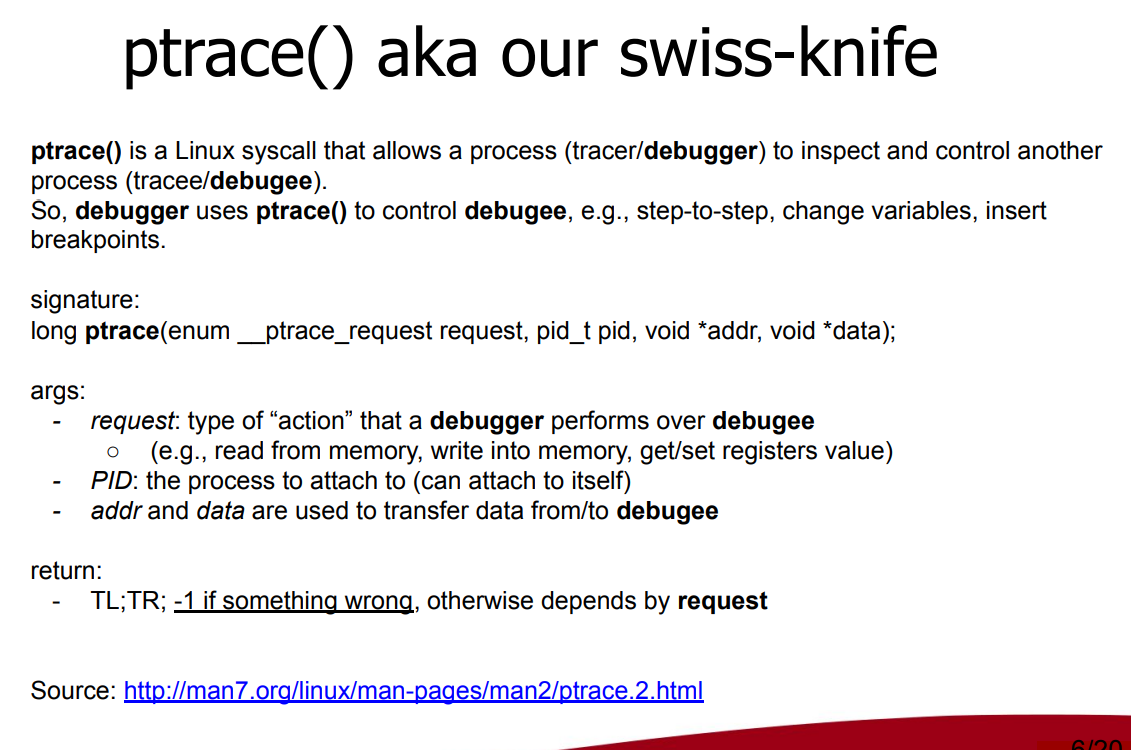 ptrace() aka our swiss-knife
ptrace() is a Linux syscall that allows a process (tracer/debugger) to inspect and control another
process (tracee/debugee).
So, debugger uses ptrace() to control debugee, e.g., step-to-step, change variables, insert
breakpoints.
signature:
long ptrace(enum __ptrace_request request, pid_t pid, void *addr, void *data);
args:
- request: type of “action” that a debugger performs over debugee
○ (e.g., read from memory, write into memory, get/set registers value)
- PID: the process to attach to (can attach to itself)
- addr and data are used to transfer data from/to debugee
return:
- TL;TR; -1 if something wrong, otherwise depends by request
Source: http://man7.org/linux/man-pages/man2/ptrace.2.html
6/20